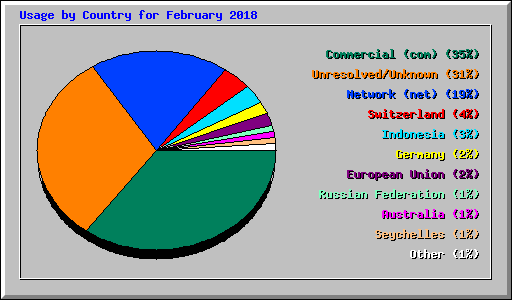 Usage by Country for February 2018
Commercial (com) (35%)
Unresolved/Unknown (31%)
Network (net) (19%)
Switzerland (4%)
Indonesia (3%)
Germany (2%)
European Union (2%)
Russian Federation (1%)
Australia (1%)
Seychelles (1%)
Other (1%)